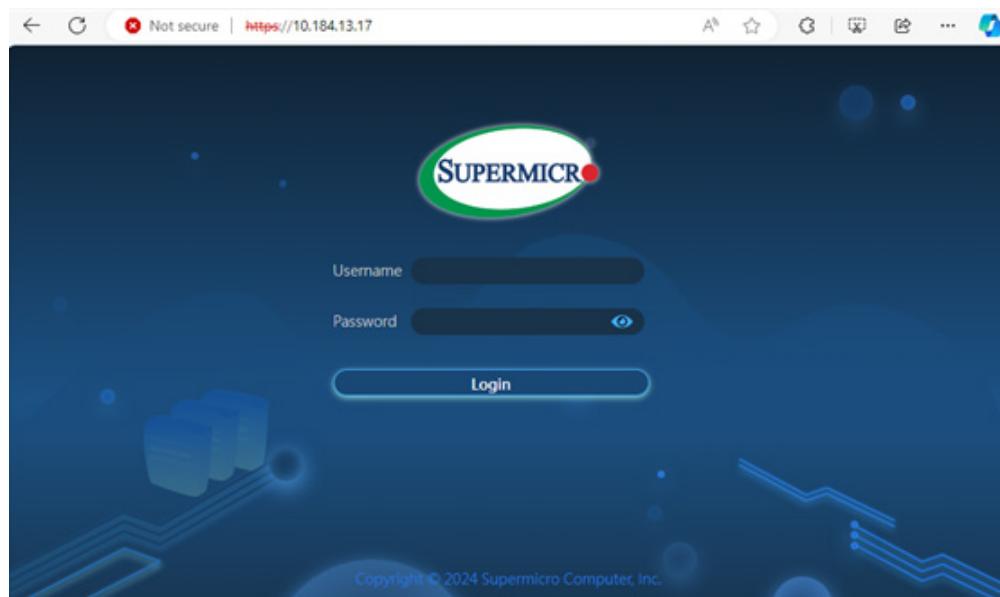 Not secure | https://10.184.13.17
SUPERMICR
Username
Password
Login
Copyright © 2024 Supermicro Computer, Inc.